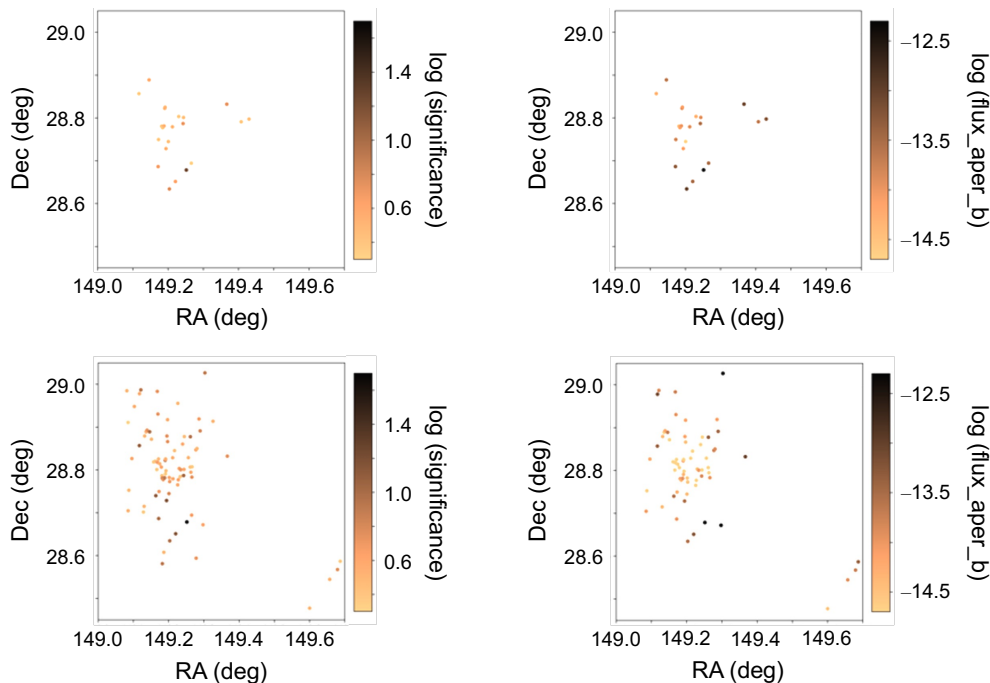 29.0
28.8
28.6
149.0 149.2 149.4 149.6
RA (deg)
Dec (deg)
1.4
1.0
0.6
log (significance)
29.0
28.8
28.6
149.0 149.2 149.4 149.6
RA (deg)
Dec (deg)
−12.5
−13.5
−14.5
log (flux_aper_b)
29.0
28.8
28.6
149.0 149.2 149.4 149.6
RA (deg)
Dec (deg)
1.4
1.0
0.6
log (significance)
29.0
28.8
28.6
149.0 149.2 149.4 149.6
RA (deg)
Dec (deg)
−12.5
−13.5
−14.5
log (flux_aper_b)